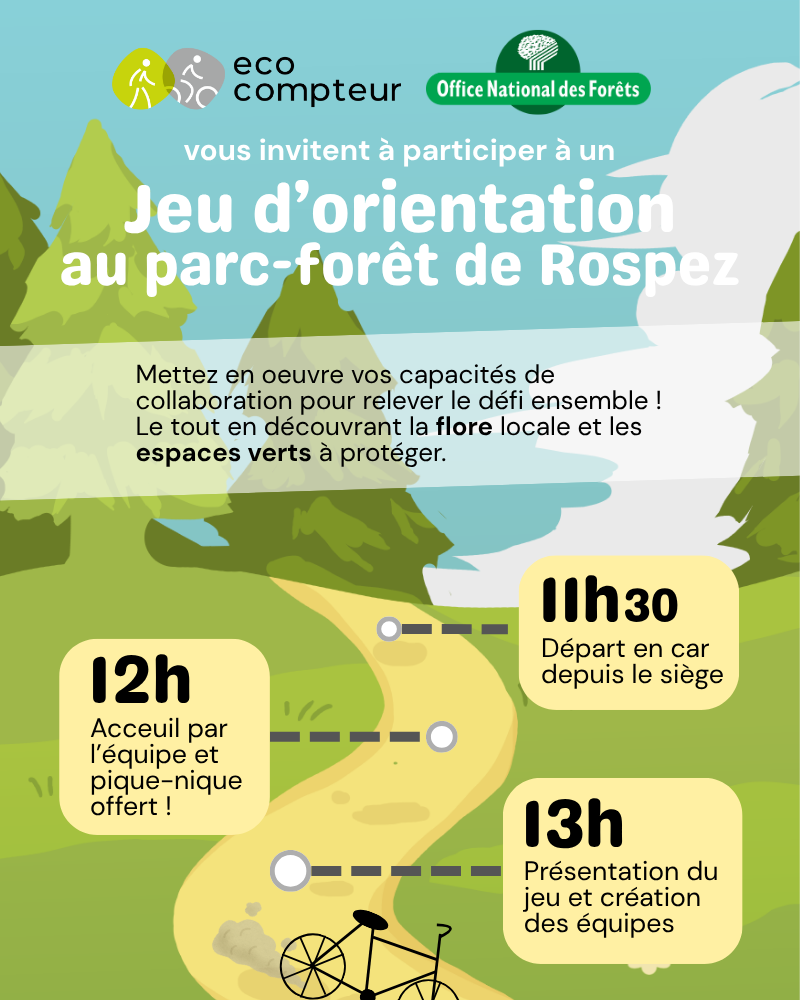 eco
compteur
Office National des Forêts
vous invitent à participer à un
Jeu d'orientation
au parc-forêt de Rospez
Mettez en oeuvre vos capacités de
collaboration pour relever le défi ensemble !
Le tout en découvrant la flore locale et les
espaces verts à protéger.
11h30
Départ en car
depuis le siège
12h
Acceuil par
l'équipe et
pique-nique
offert !
13h
Présentation du
jeu et création
des équipes